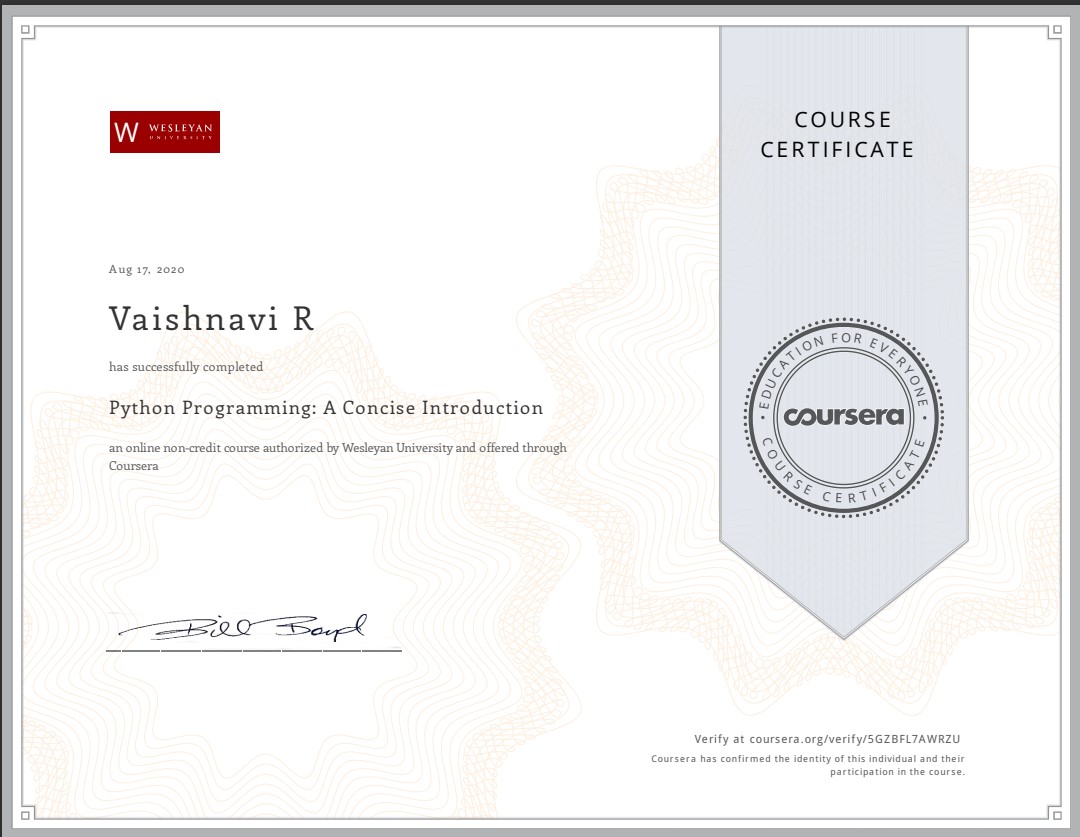 W WESLEYAN
UNIVERSITY
COURSE
CERTIFICATE
Aug 17, 2020
Vaishnavi R
has successfully completed
Python Programming: A Concise Introduction
an online non-credit course authorized by Wesleyan University and offered through
Coursera
EDUCATION FOR EVERYONE
coursera
COURSE CERTIFICATE
Bill Boyd
Verify at coursera.org/verify/5GZBFL7AWRZU
Coursera has confirmed the identity of this individual and their
participation in the course.